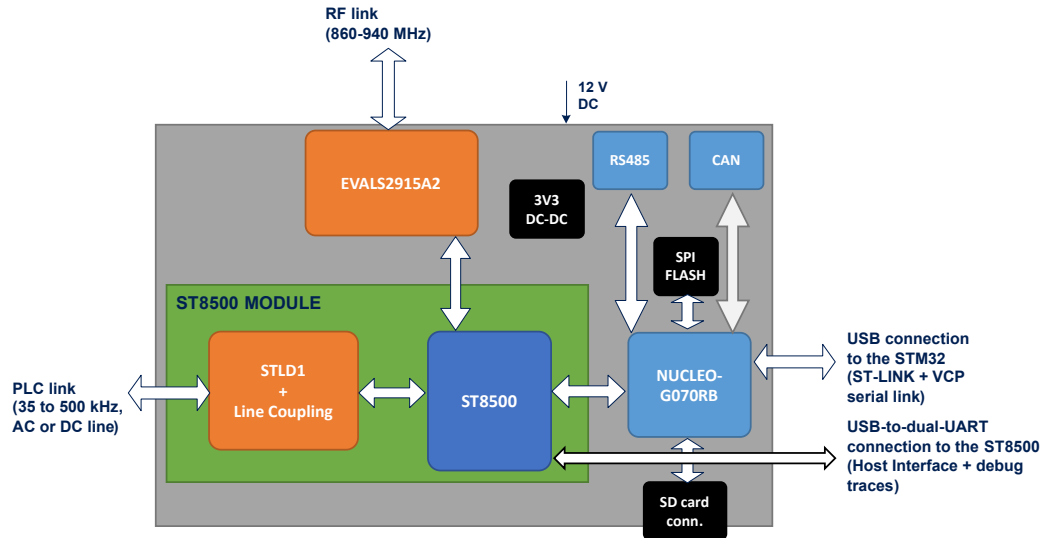 RF link
(860-940 MHz)
12 V
DC
EVALS2915A2
3V3
DC-DC
RS485
CAN
SPI
FLASH
ST8500 MODULE
STLD1
+
Line Coupling
ST8500
NUCLEO-
G070RB
SD card
conn.
PLC link
(35 to 500 kHz,
AC or DC line)
USB connection
to the STM32
(ST-LINK + VCP
serial link)
USB-to-dual-UART
connection to the ST8500
(Host Interface + debug
traces)